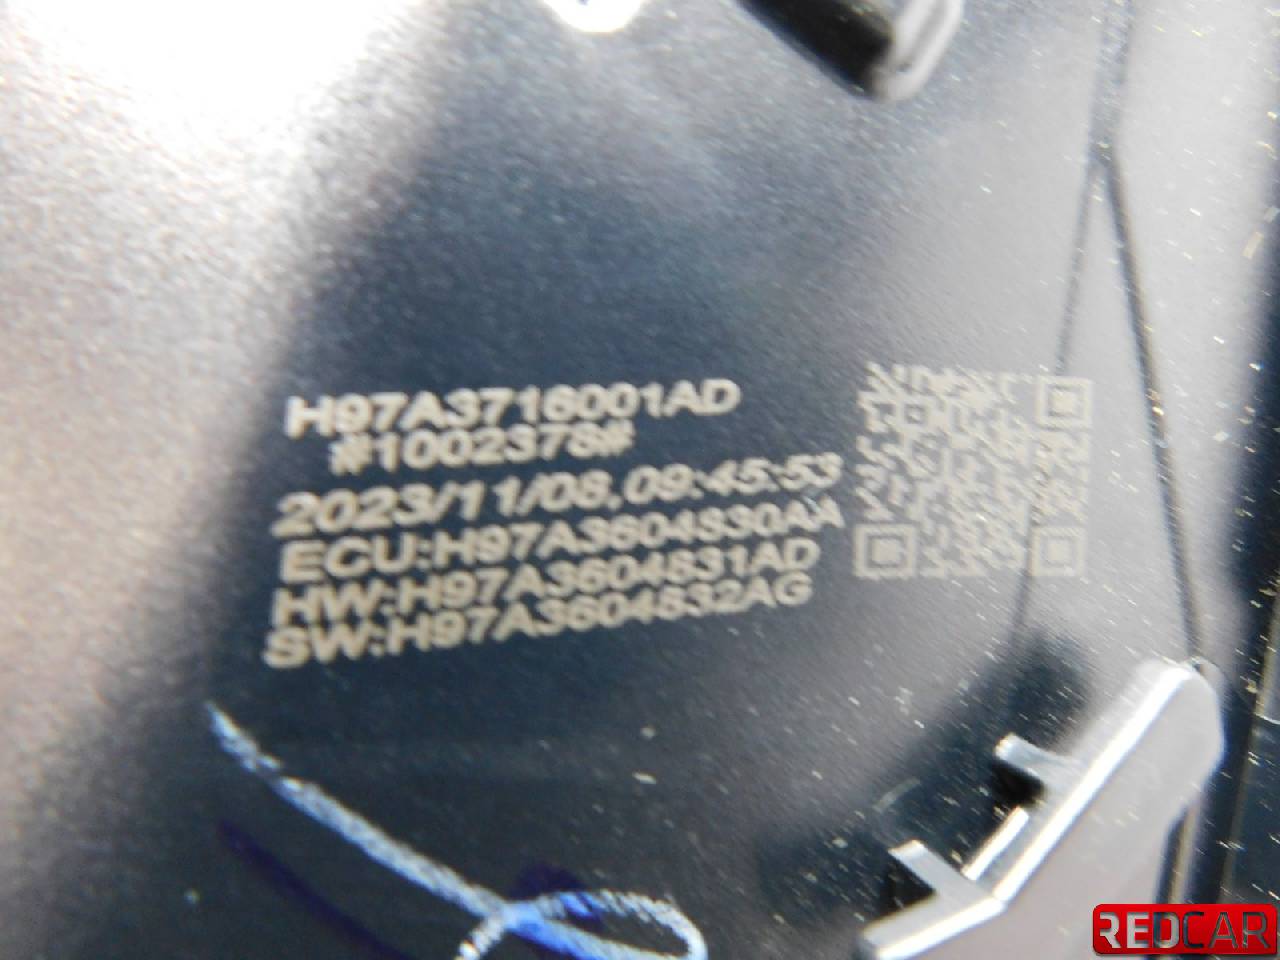 H97A3716001AD
#1002378#
2023/11/08,09:45:53
ECU:H97A3604830AA
HW:H97A3604831AD
SW:H97A3604832AG
REDCAR